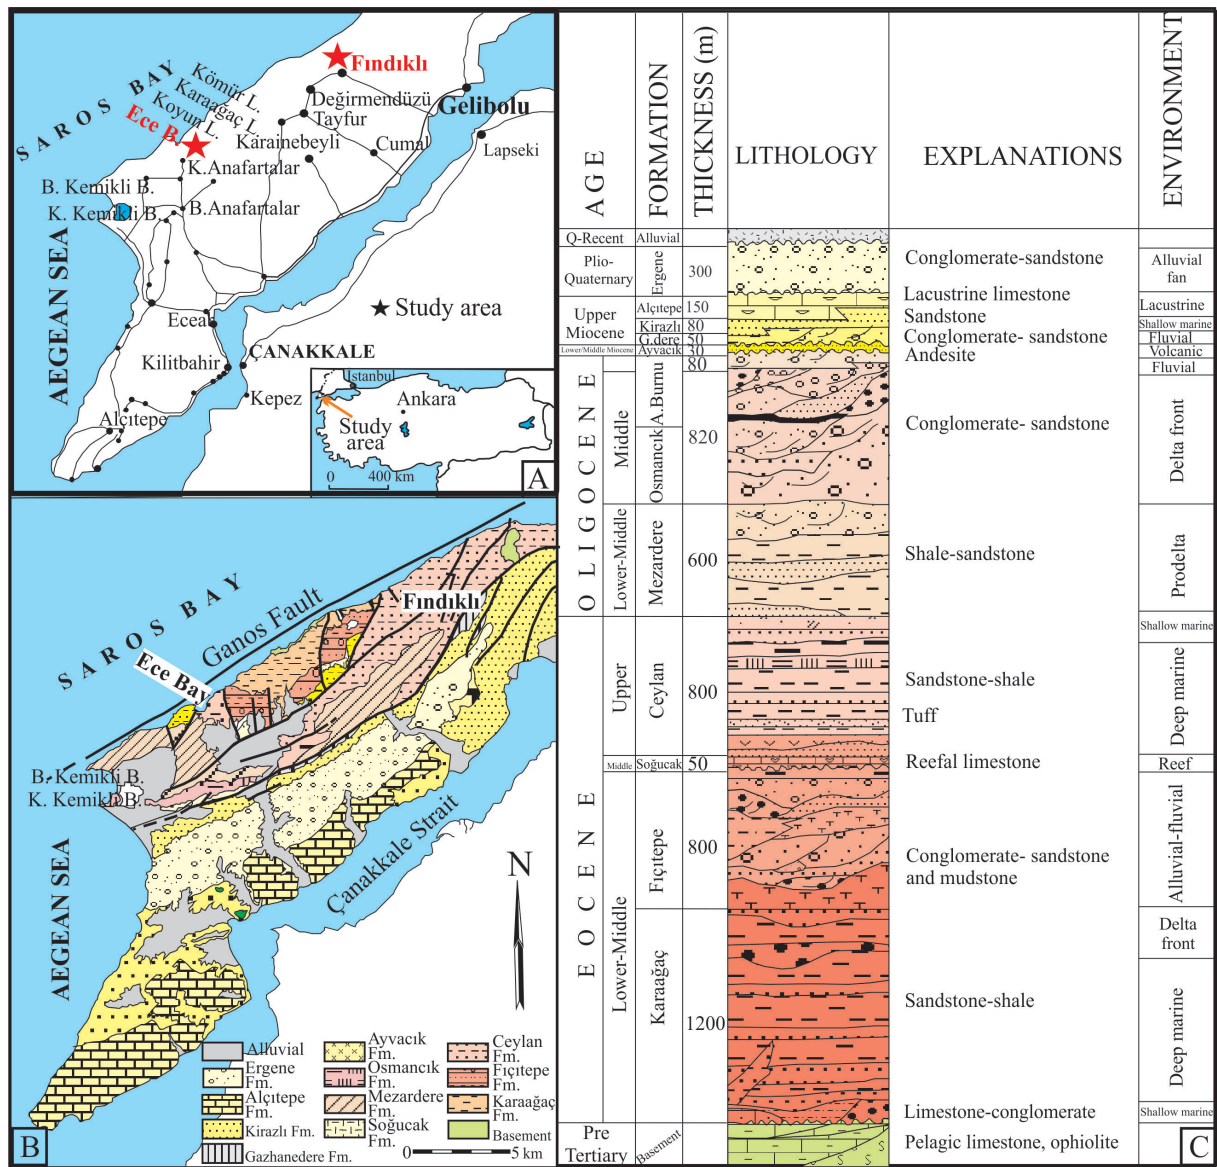 SAROS BAY
Kömür L.
Karaağaç L.
Koyun L.
Ece B.
Fındıklı
Değirmendüzü
Tayfur
Gelibolu
Karainebeyli
Cumalı
Lapseki
K.Anafartalar
B. Kemikli B.
K. Kemikli B.
B.Anafartalar
AEGEAN SEA
Study area
Eceat
Kilitbahir
ÇANAKKALE
Kepez
Alçıtepe
İstanbul
Ankara
Study
area
0 400 km
A
SAROS BAY
Ganos Fault
Fındıklı
Ece Bay
B. Kemikli B.
K. Kemikli B.
AEGEAN SEA
Çanakkale Strait
N
Alluvial
Ergene
Fm.
Alçıtepe
Fm.
Kirazlı Fm.
Gazhanedere Fm.
Ayvacık
Fm.
Osmancık
Fm.
Mezardere
Fm.
Soğucak
Fm.
Ceylan
Fm.
Fıçıtepe
Fm.
Karaağaç
Fm.
Basement
0 5 km
B
AGE
FORMATION
THICKNESS (m)
LITHOLOGY
EXPLANATIONS
ENVIRONMENT
Q-Recent
Alluvial
Plio-
Quaternary
Ergene
300
Conglomerate-sandstone
Alluvial
fan
Upper
Miocene
Alçıtepe
150
Lacustrine limestone
Lacustrine
Kirazlı
80
Sandstone
Shallow marine
G.dere
50
Conglomerate- sandstone
Fluvial
Lower/Middle Miocene
Ayvacık
30
Andesite
Volcanic
OLIGOCENE
80
Fluvial
Middle
A.Burnu
Osmancık
820
Conglomerate- sandstone
Delta front
Lower-Middle
Mezardere
600
Shale-sandstone
Prodelta
Shallow marine
EOCENE
Upper
Ceylan
800
Sandstone-shale
Tuff
Deep marine
Middle
Soğucak
50
Reefal limestone
Reef
Lower-Middle
Fıçıtepe
800
Conglomerate- sandstone
and mudstone
Alluvial-fluvial
Karaağaç
1200
Delta
front
Sandstone-shale
Deep marine
Limestone-conglomerate
Shallow marine
Pre
Tertiary
Basement
Pelagic limestone, ophiolite
C